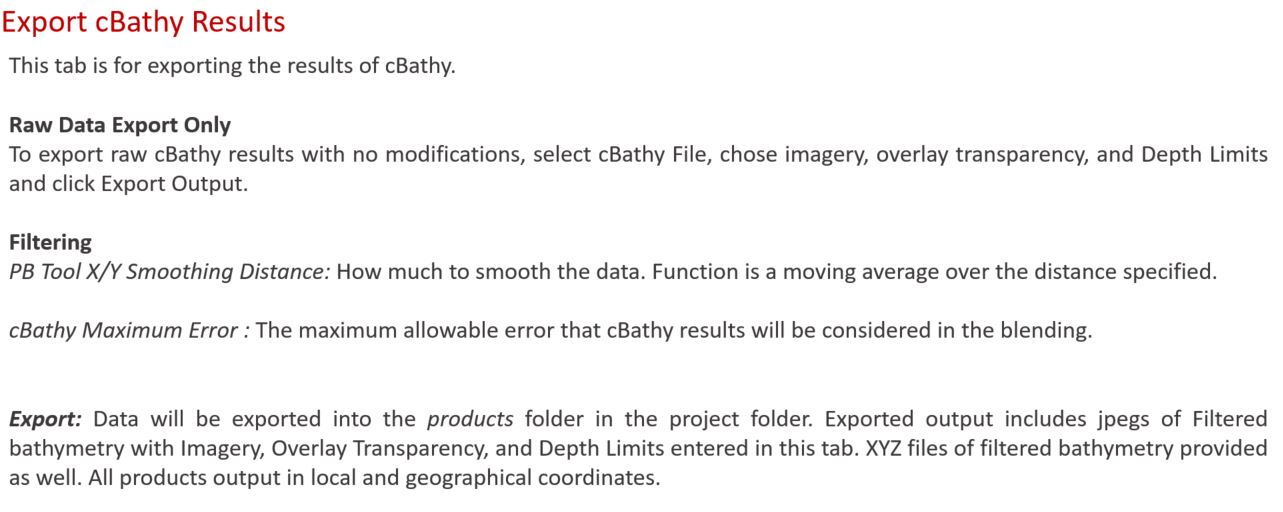 Export cBathy Results
This tab is for exporting the results of cBathy.
Raw Data Export Only
To export raw cBathy results with no modifications, select cBathy File, chose imagery, overlay transparency, and Depth Limits
and click Export Output.
Filtering
PB Tool X/Y Smoothing Distance: How much to smooth the data. Function is a moving average over the distance specified.
cBathy Maximum Error : The maximum allowable error that cBathy results will be considered in the blending.
Export: Data will be exported into the products folder in the project folder. Exported output includes jpegs of Filtered
bathymetry with Imagery, Overlay Transparency, and Depth Limits entered in this tab. XYZ files of filtered bathymetry provided
as well. All products output in local and geographical coordinates.